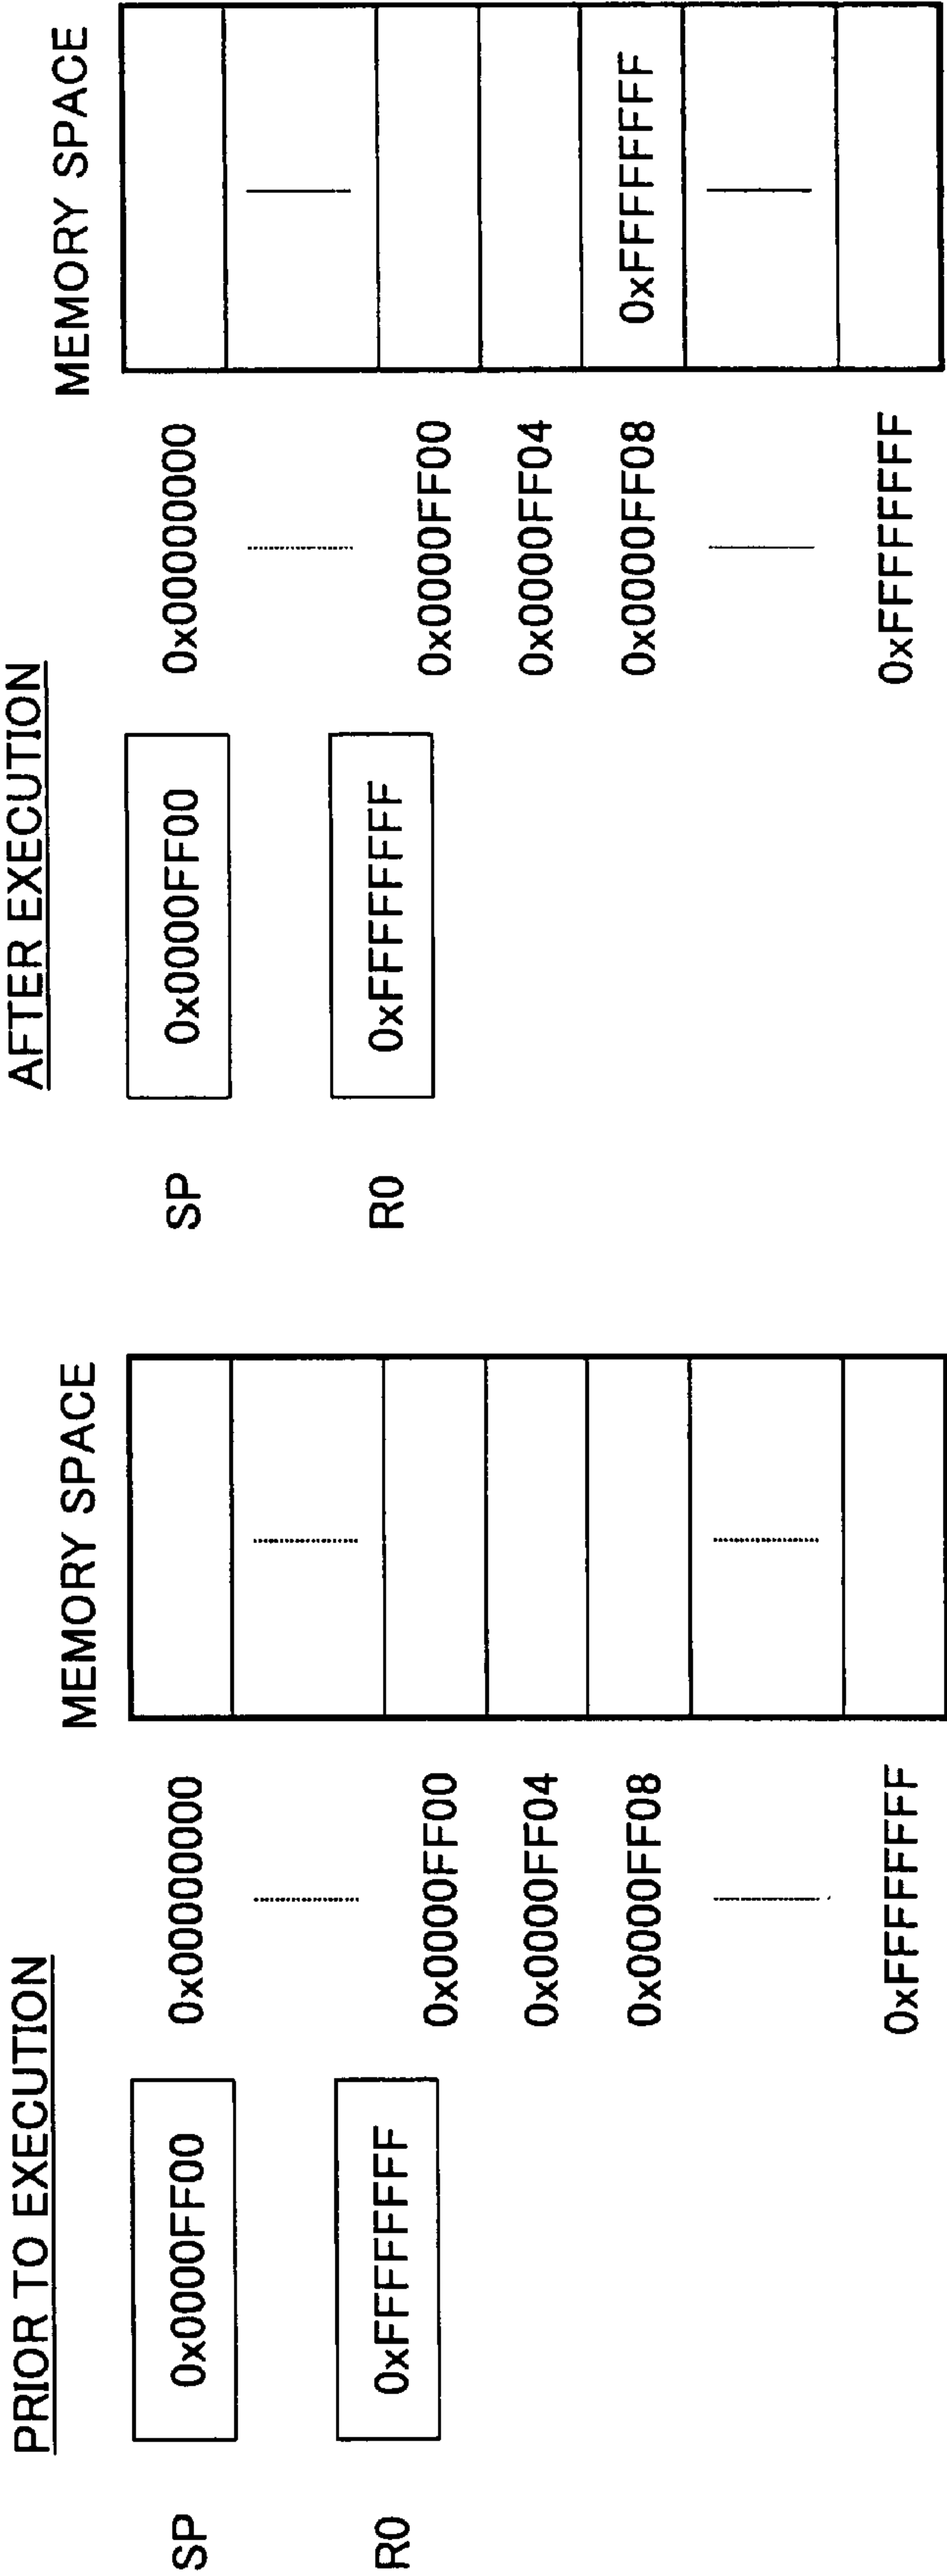 PRIOR TO EXECUTION
SP
0x0000FF00
R0
0xFFFFFFFF
MEMORY SPACE
0x00000000
0x0000FF00
0x0000FF04
0x0000FF08
0xFFFFFFFF
AFTER EXECUTION
SP
0x0000FF00
R0
0xFFFFFFFF
MEMORY SPACE
0x00000000
0x0000FF00
0x0000FF04
0x0000FF08
0xFFFFFFFF
0xFFFFFFFF